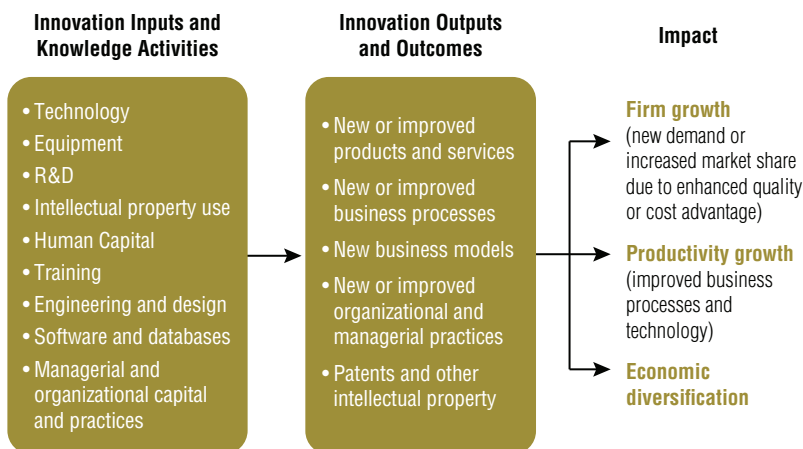 Innovation Inputs and
Knowledge Activities
• Technology
• Equipment
• R&D
• Intellectual property use
• Human Capital
• Training
• Engineering and design
• Software and databases
• Managerial and
organizational capital
and practices
Innovation Outputs
and Outcomes
• New or improved
products and services
• New or improved
business processes
• New business models
• New or improved
organizational and
managerial practices
• Patents and other
intellectual property
Impact
Firm growth
(new demand or
increased market share
due to enhanced quality
or cost advantage)
Productivity growth
(improved business
processes and
technology)
Economic
diversification